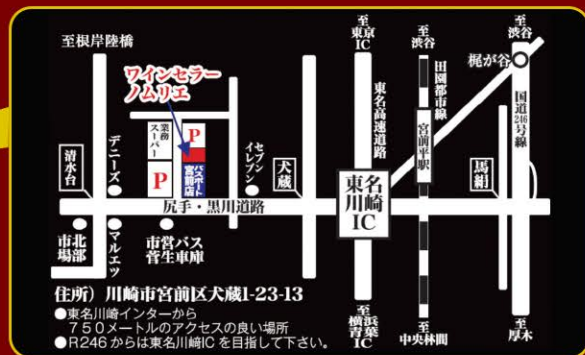 至根岸陸橋
至東京IC
至渋谷
至渋谷
梶が谷
ワインセラー
ノムリエ
業務スーパー
P
P
パスポート宮前店
デニーズ
清水台
セブンイレブン
犬蔵
東名高速道路
田園都市線
宮前平駅
国道246号線
馬絹
尻手・黒川道路
東名川崎IC
北部市場
マルエツ
市営バス
菅生車庫
至横浜青葉IC
至中央林間
至厚木
住所）川崎市宮前区犬蔵1-23-13
●東名川崎インターから
７５０メートルのアクセスの良い場所
●R246からは東名川崎ICを目指して下さい。